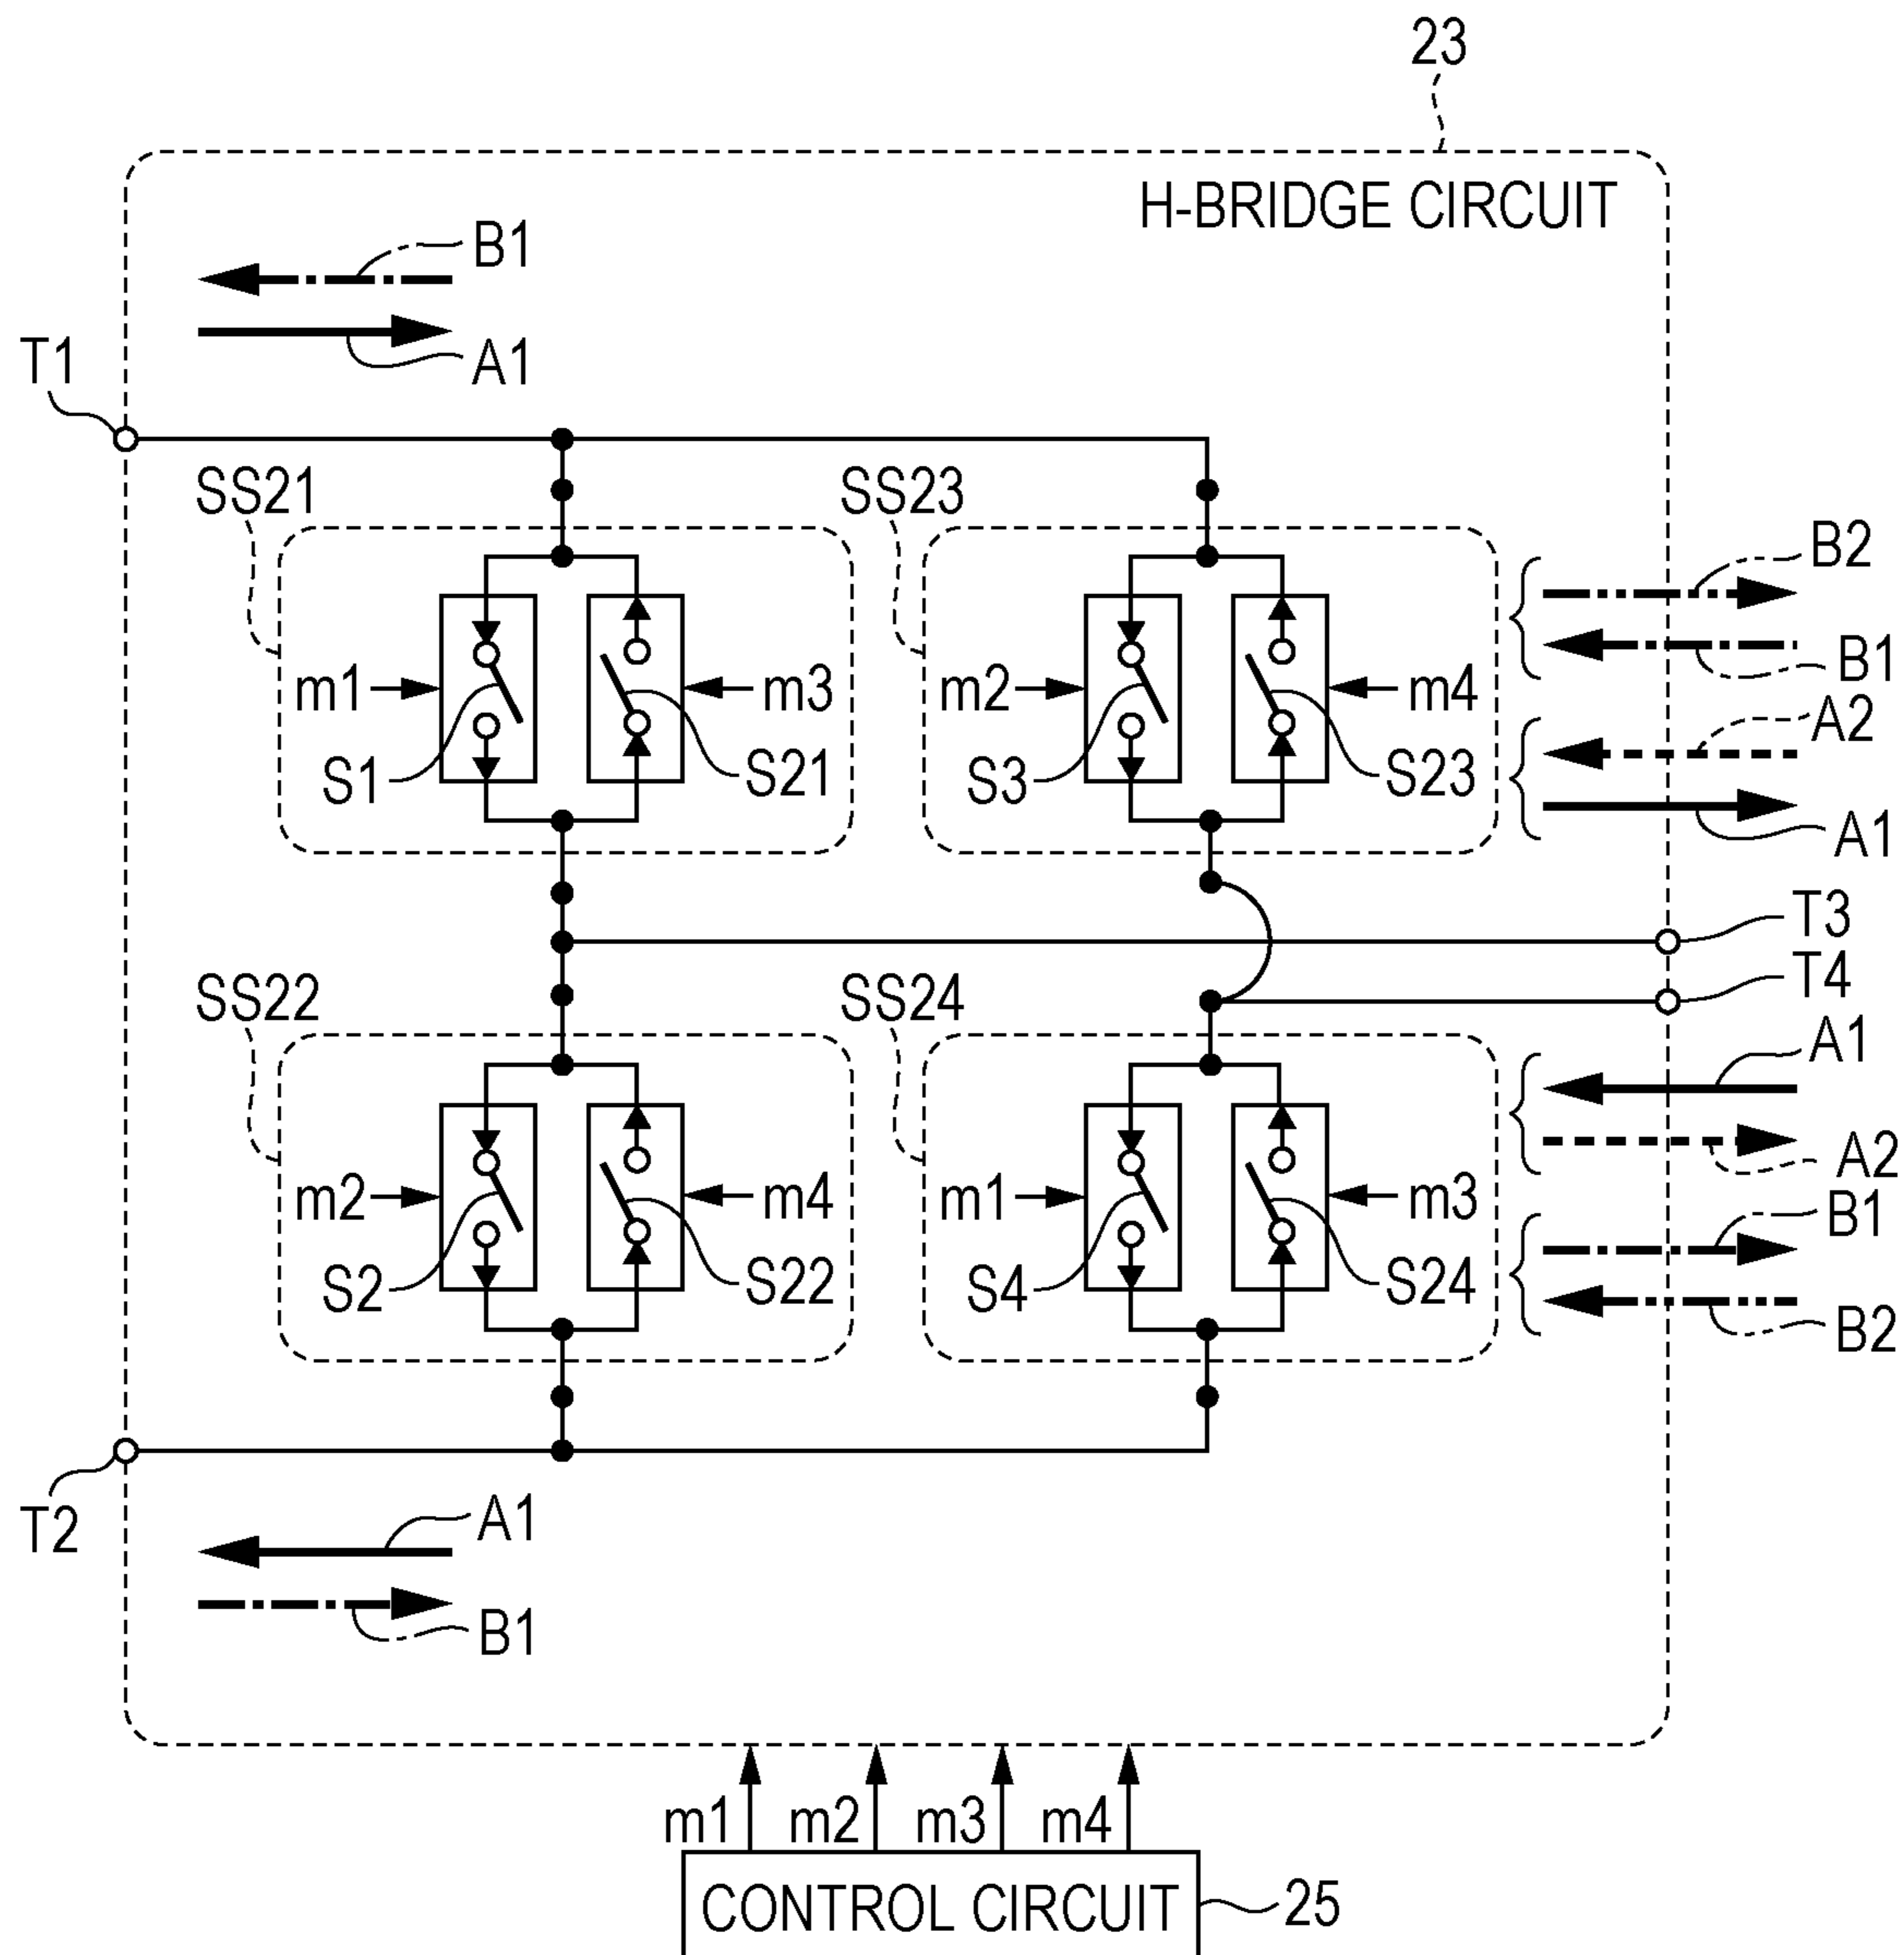 23
H-BRIDGE CIRCUIT
B1
A1
T1
SS21
SS23
m1
m3
m2
m4
S1
S21
S3
S23
B2
B1
A2
A1
T3
T4
SS22
SS24
m2
m4
m1
m3
S2
S22
S4
S24
A1
A2
B1
B2
T2
A1
B1
m1
m2
m3
m4
CONTROL CIRCUIT
25